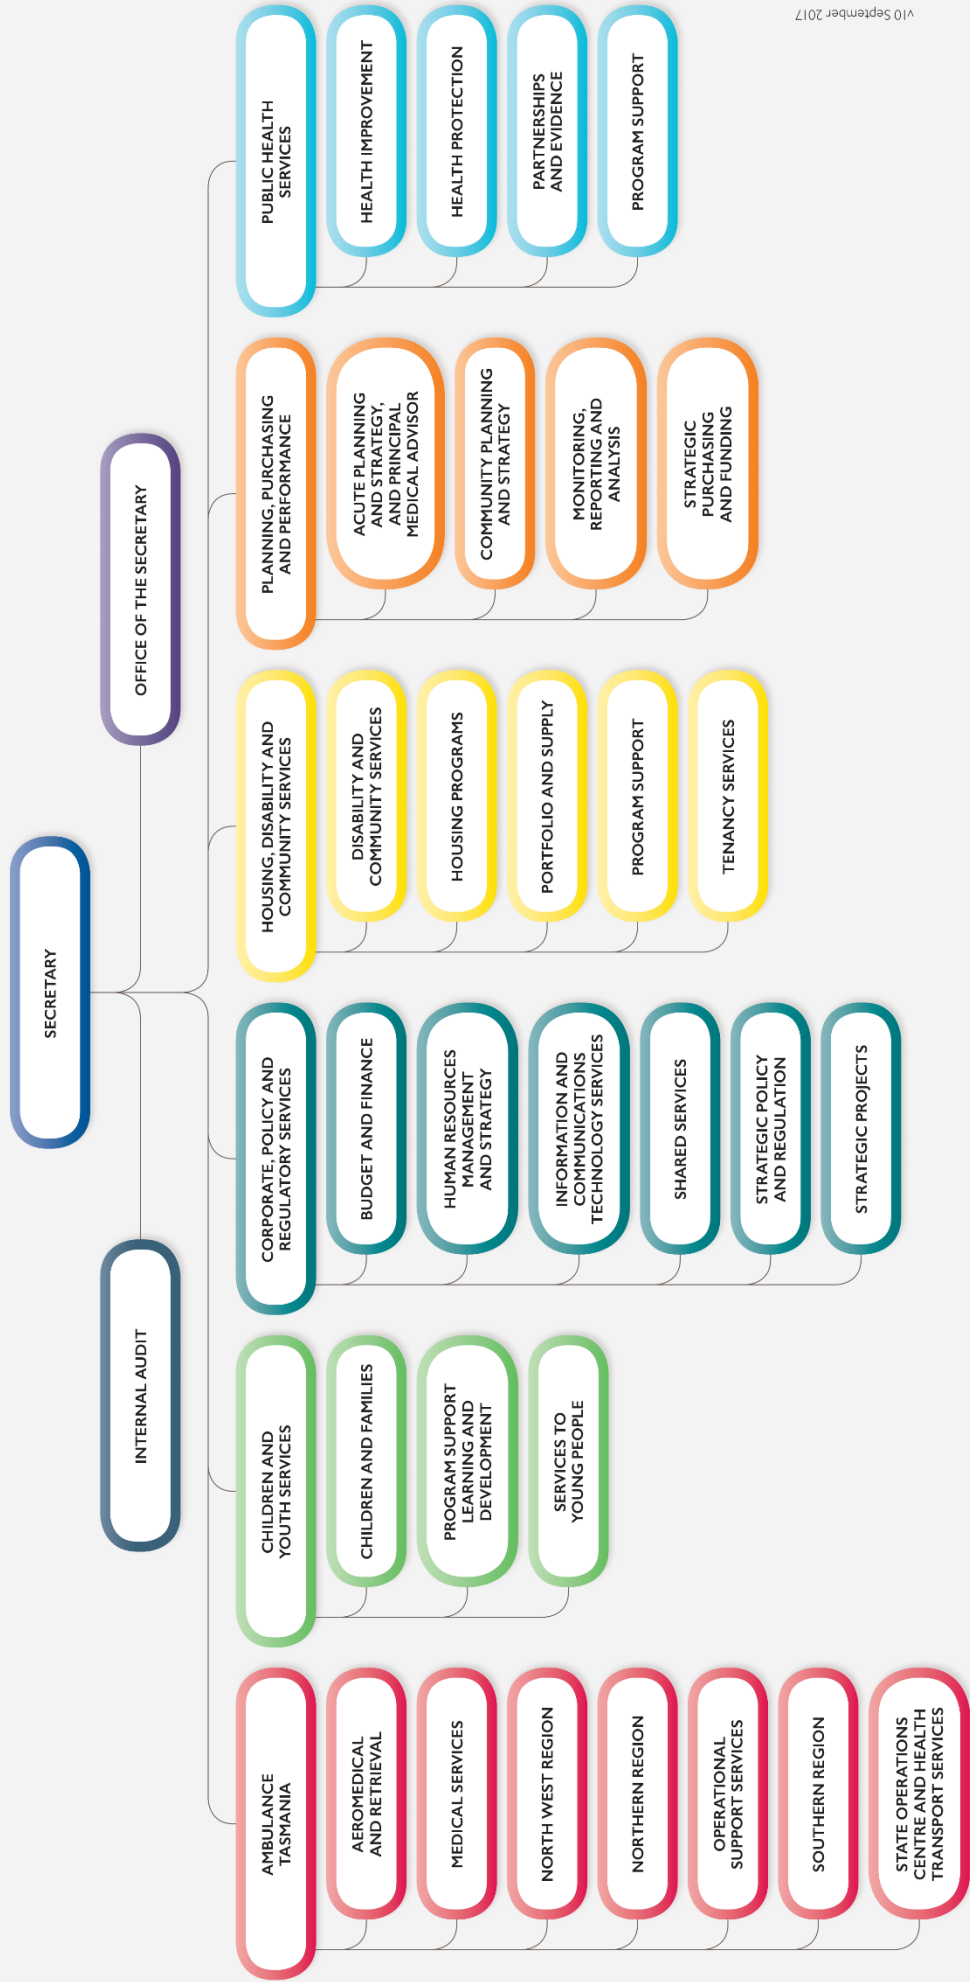 SECRETARY
INTERNAL AUDIT
OFFICE OF THE SECRETARY
AMBULANCE
TASMANIA
AEROMEDICAL
AND RETRIEVAL
MEDICAL SERVICES
NORTH WEST REGION
NORTHERN REGION
OPERATIONAL
SUPPORT SERVICES
SOUTHERN REGION
STATE OPERATIONS
CENTRE AND HEALTH
TRANSPORT SERVICES
CHILDREN AND
YOUTH SERVICES
CHILDREN AND FAMILIES
PROGRAM SUPPORT
LEARNING AND
DEVELOPMENT
SERVICES TO
YOUNG PEOPLE
CORPORATE, POLICY AND
REGULATORY SERVICES
BUDGET AND FINANCE
HUMAN RESOURCES
MANAGEMENT
AND STRATEGY
INFORMATION AND
COMMUNICATIONS
TECHNOLOGY SERVICES
SHARED SERVICES
STRATEGIC POLICY
AND REGULATION
STRATEGIC PROJECTS
HOUSING, DISABILITY AND
COMMUNITY SERVICES
DISABILITY AND
COMMUNITY SERVICES
HOUSING PROGRAMS
PORTFOLIO AND SUPPLY
PROGRAM SUPPORT
TENANCY SERVICES
PLANNING, PURCHASING
AND PERFORMANCE
ACUTE PLANNING
AND STRATEGY,
AND PRINCIPAL
MEDICAL ADVISOR
COMMUNITY PLANNING
AND STRATEGY
MONITORING,
REPORTING AND
ANALYSIS
STRATEGIC
PURCHASING
AND FUNDING
PUBLIC HEALTH
SERVICES
HEALTH IMPROVEMENT
HEALTH PROTECTION
PARTNERSHIPS
AND EVIDENCE
PROGRAM SUPPORT
v10 September 2017